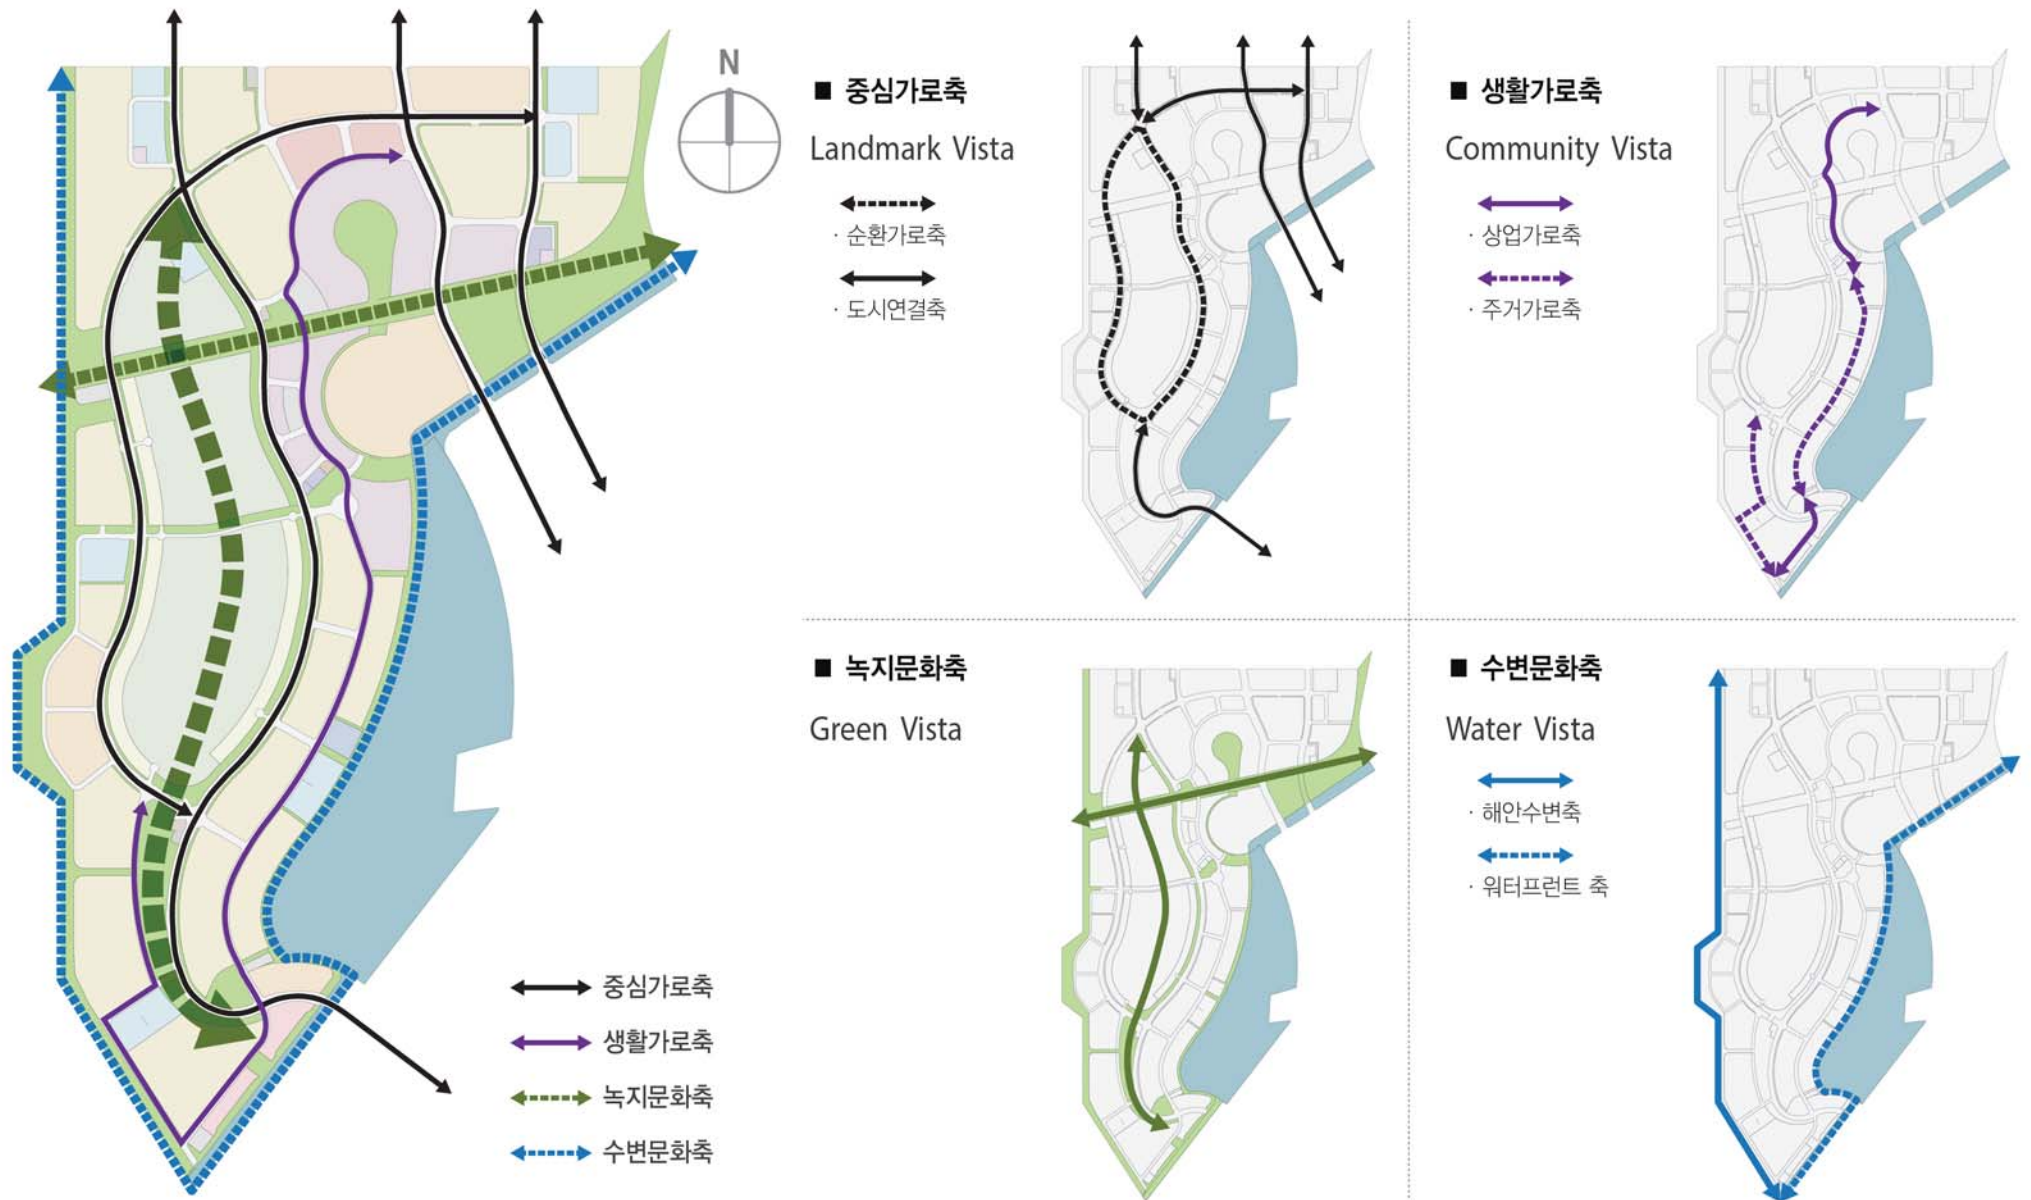 N
중심가로축
생활가로축
녹지문화축
수변문화축
■ 중심가로축
Landmark Vista
· 순환가로축
· 도시연결축
■ 생활가로축
Community Vista
· 상업가로축
· 주거가로축
■ 녹지문화축
Green Vista
■ 수변문화축
Water Vista
· 해안수변축
· 워터프런트 축